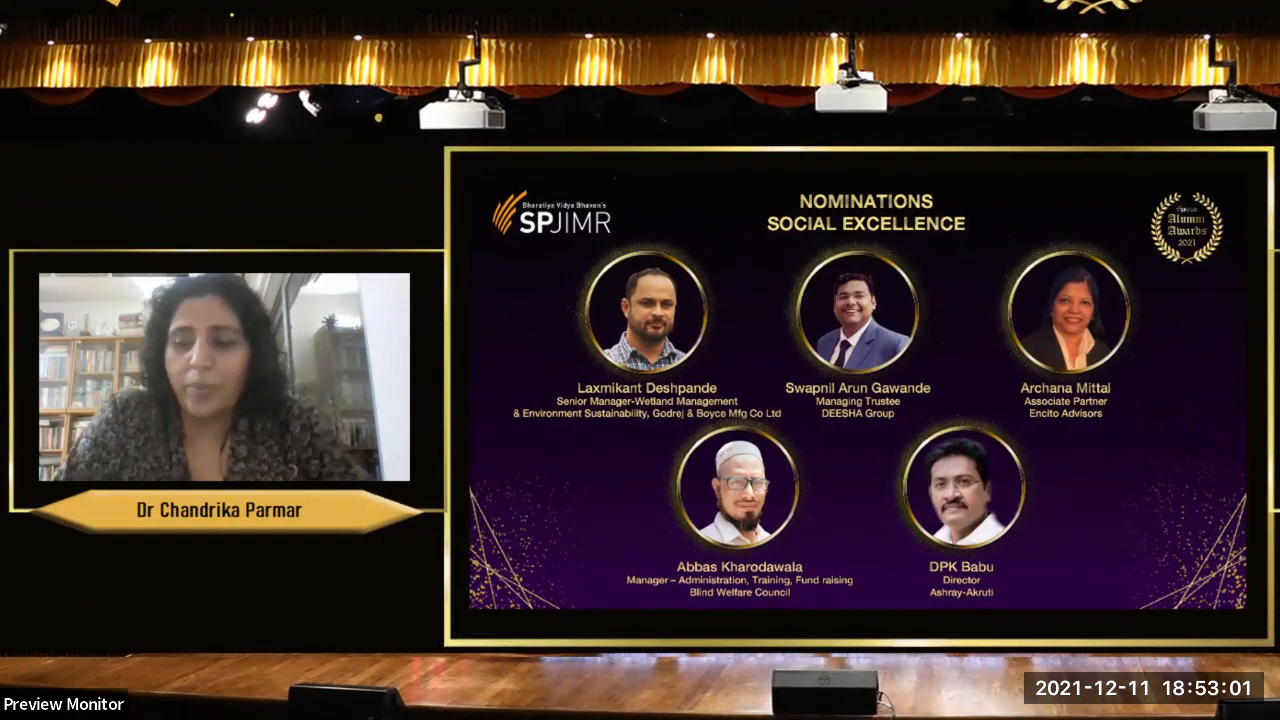 Bharatiya Vidya Bhavan's
SPJIMR
NOMINATIONS
SOCIAL EXCELLENCE
SPJIMR
Alumni
Awards
2021
Laxmikant Deshpande
Senior Manager-Wetland Management
& Environment Sustainability, Godrej & Boyce Mfg Co Ltd
Swapnil Arun Gawande
Managing Trustee
DEESHA Group
Archana Mittal
Associate Partner
Encito Advisors
Dr Chandrika Parmar
Abbas Kharodawala
Manager – Administration, Training, Fund raising
Blind Welfare Council
DPK Babu
Director
Ashray-Akruti
Preview Monitor
2021-12-11 18:53:01